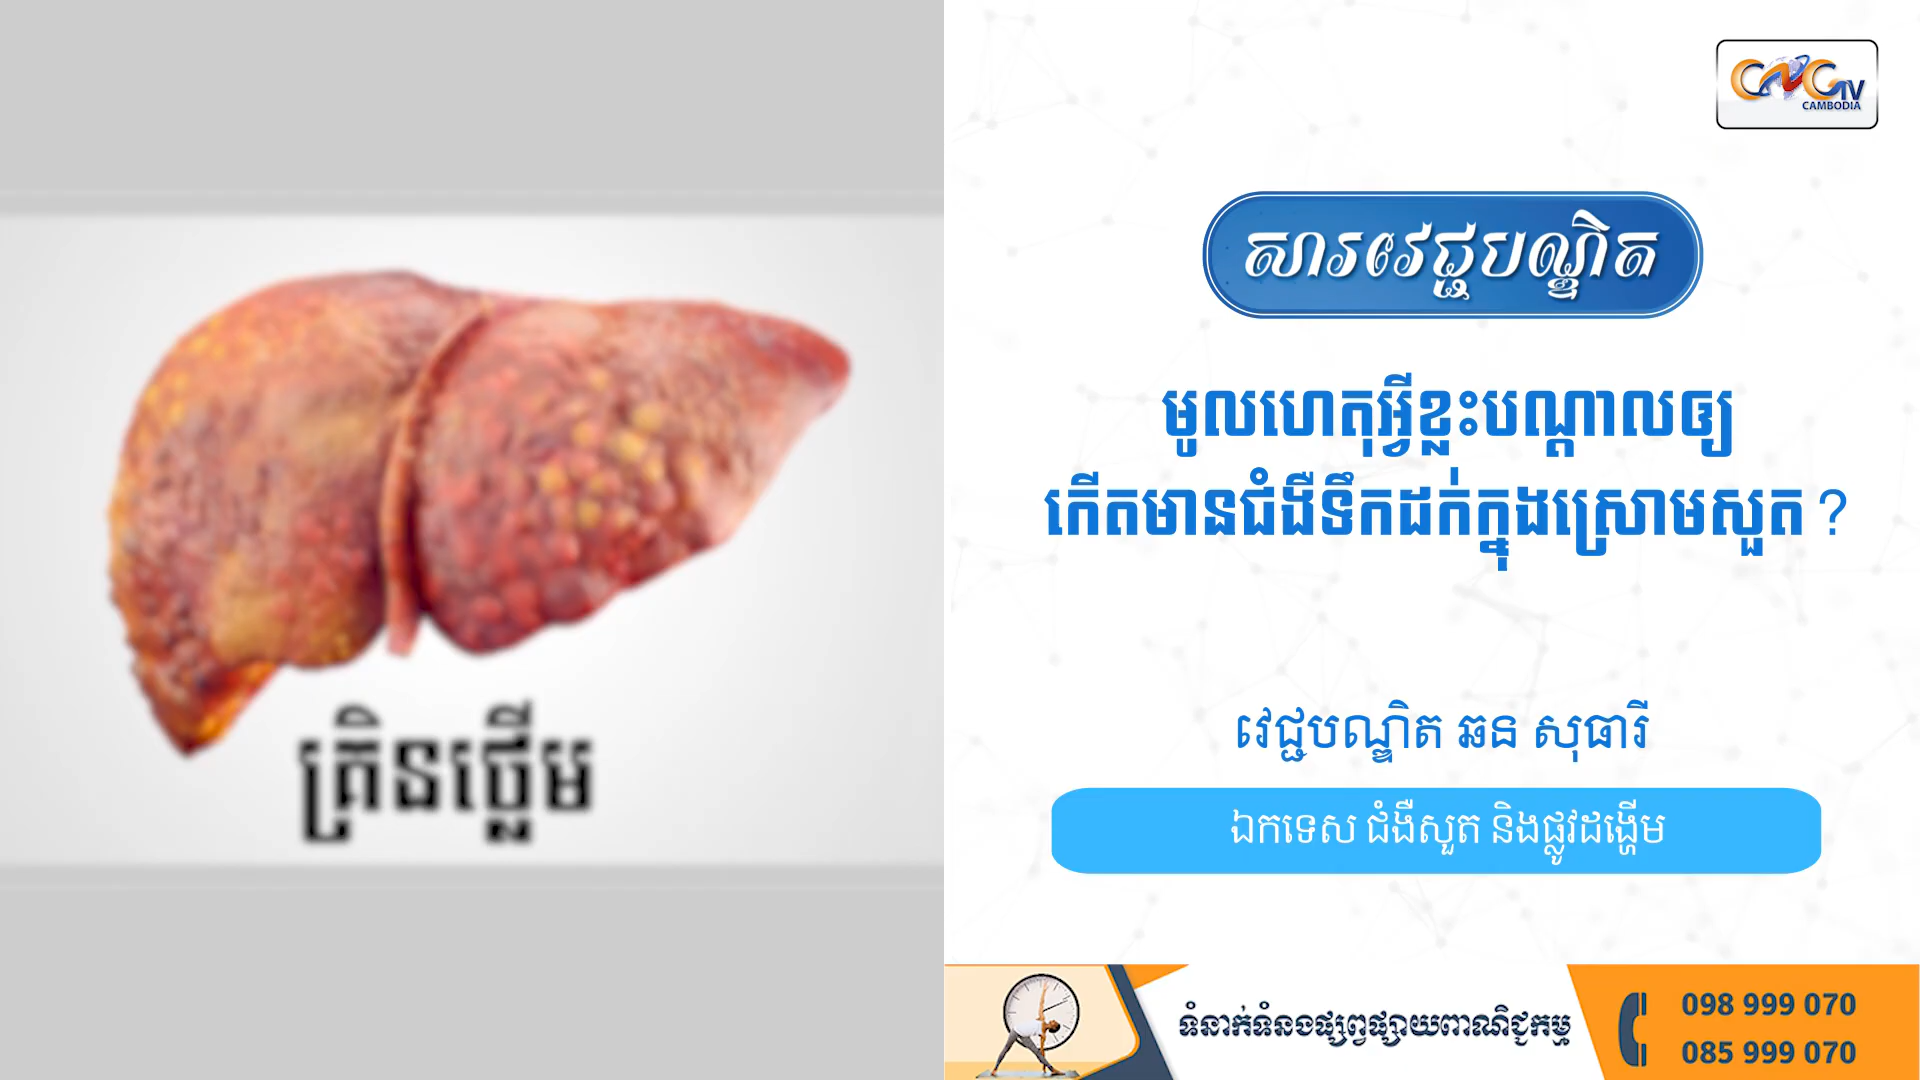 គ្រិនថ្លើម
CNCTV
CAMBODIA
សារវេជ្ជបណ្ឌិត
មូលហេតុអ្វីខ្លះបណ្តាលឲ្យ
កើតមានជំងឺទឹកដក់ក្នុងស្រោមសួត ?
វេជ្ជបណ្ឌិត ឆន សុធារី
ឯកទេស ជំងឺសួត និងផ្លូវដង្ហើម
ទំនាក់ទំនងផ្សព្វផ្សាយពាណិជ្ជកម្ម
098 999 070
085 999 070